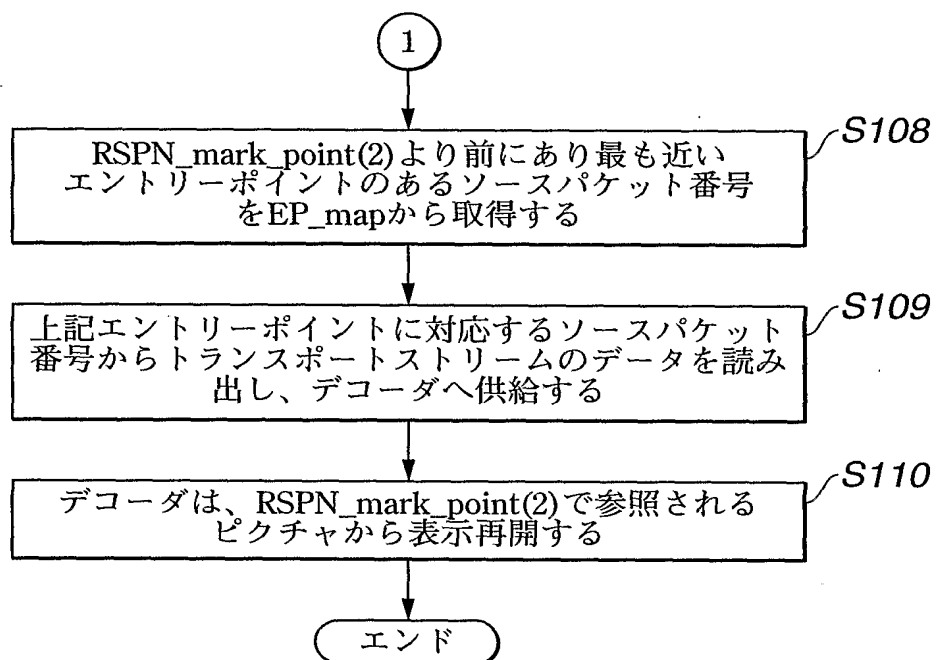 1
S108
RSPN_mark_point(2)より前にあり最も近い
エントリーポイントのあるソースパケット番号
をEP_mapから取得する
S109
上記エントリーポイントに対応するソースパケット
番号からトランスポートストリームのデータを読み
出し、デコーダへ供給する
S110
デコーダは、RSPN_mark_point(2)で参照される
ピクチャから表示再開する
エンド